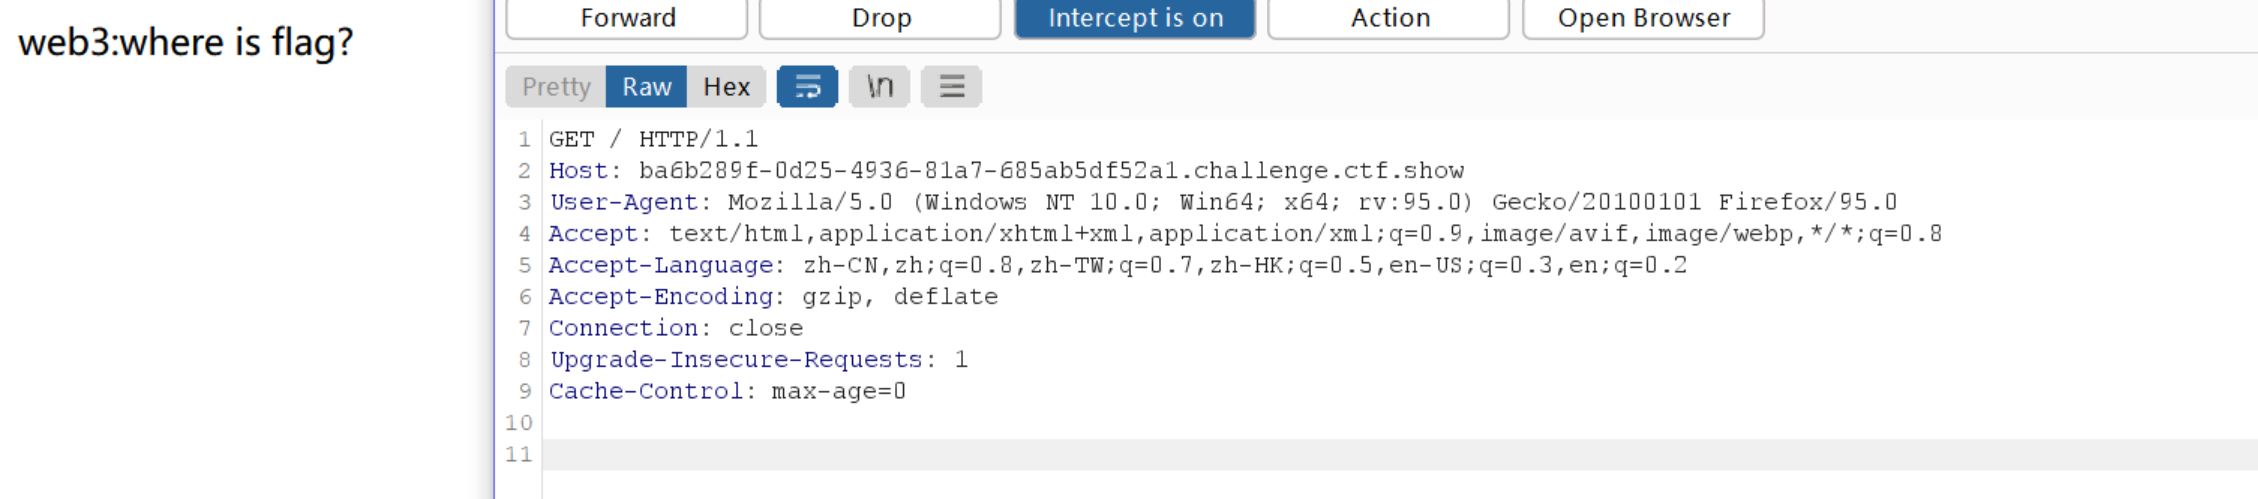 web3:where is flag?
Forward Drop Intercept is on Action Open Browser
Pretty Raw Hex \n
1 GET / HTTP/1.1
2 Host: ba6b289f-0d25-4936-81a7-685ab5df52a1.challenge.ctf.show
3 User-Agent: Mozilla/5.0 (Windows NT 10.0; Win64; x64; rv:95.0) Gecko/20100101 Firefox/95.0
4 Accept: text/html,application/xhtml+xml,application/xml;q=0.9,image/avif,image/webp,*/*;q=0.8
5 Accept-Language: zh-CN,zh;q=0.8,zh-TW;q=0.7,zh-HK;q=0.5,en-US;q=0.3,en;q=0.2
6 Accept-Encoding: gzip, deflate
7 Connection: close
8 Upgrade-Insecure-Requests: 1
9 Cache-Control: max-age=0
10
11